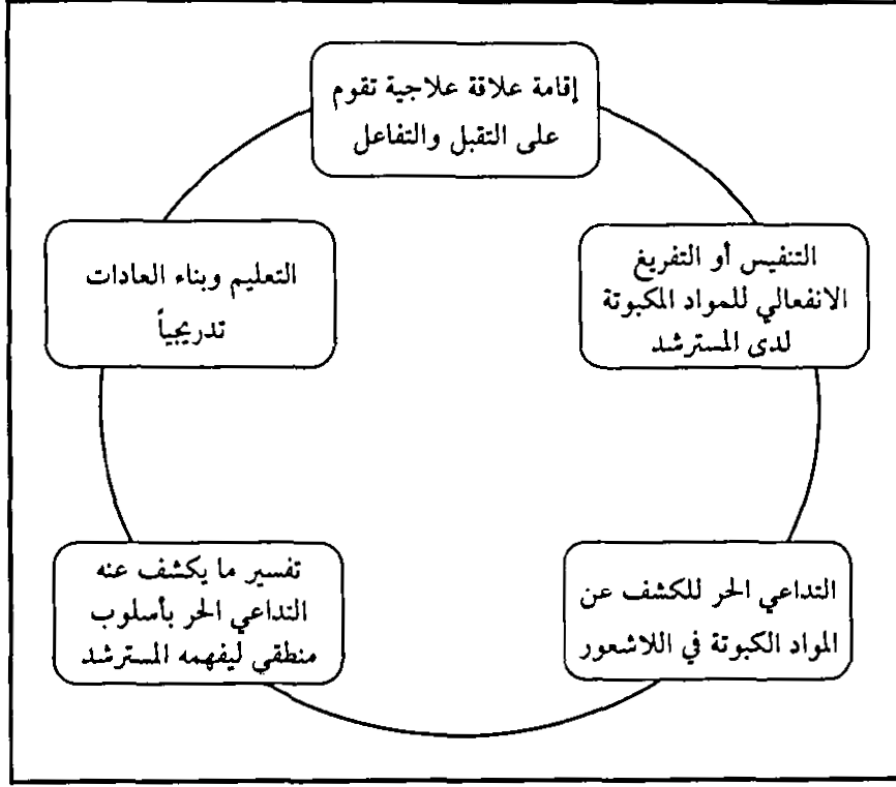 إقامة علاقة علاجية تقوم
على التقبل والتفاعل
التنفيس أو التفريغ
الانفعالي للمواد المكبوتة
لدى المسترشد
التداعي الحر للكشف عن
المواد الكبوتة في اللاشعور
تفسير ما يكشف عنه
التداعي الحر بأسلوب
منطقي ليفهمه المسترشد
التعليم وبناء العادات
تدريجياً